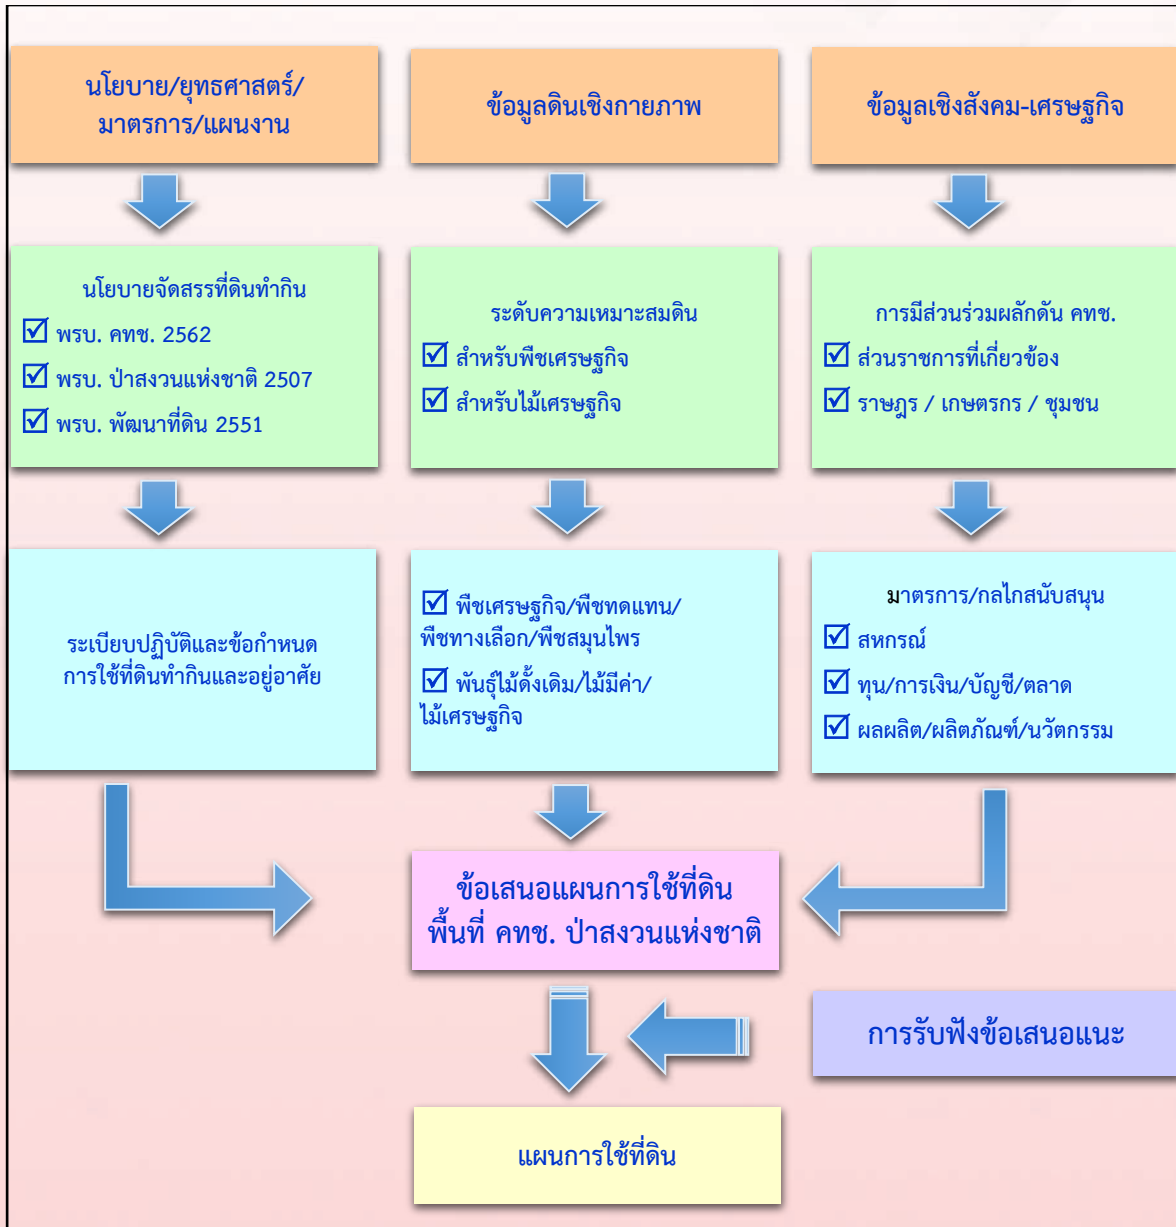 นโยบาย/ยุทธศาสตร์/
มาตรการ/แผนงาน
ข้อมูลดินเชิงกายภาพ
ข้อมูลเชิงสังคม-เศรษฐกิจ
นโยบายจัดสรรที่ดินทำกิน
☑ พรบ. คทช. 2562
☑ พรบ. ป่าสงวนแห่งชาติ 2507
☑ พรบ. พัฒนาที่ดิน 2551
ระดับความเหมาะสมดิน
☑ สำหรับพืชเศรษฐกิจ
☑ สำหรับไม้เศรษฐกิจ
การมีส่วนร่วมผลักดัน คทช.
☑ ส่วนราชการที่เกี่ยวข้อง
☑ ราษฎร / เกษตรกร / ชุมชน
ระเบียบปฏิบัติและข้อกำหนด
การใช้ที่ดินทำกินและอยู่อาศัย
☑ พืชเศรษฐกิจ/พืชทดแทน/
พืชทางเลือก/พืชสมุนไพร
☑ พันธุ์ไม้ดั้งเดิม/ไม้มีค่า/
ไม้เศรษฐกิจ
มาตรการ/กลไกสนับสนุน
☑ สหกรณ์
☑ ทุน/การเงิน/บัญชี/ตลาด
☑ ผลผลิต/ผลิตภัณฑ์/นวัตกรรม
ข้อเสนอแผนการใช้ที่ดิน
พื้นที่ คทช. ป่าสงวนแห่งชาติ
การรับฟังข้อเสนอแนะ
แผนการใช้ที่ดิน